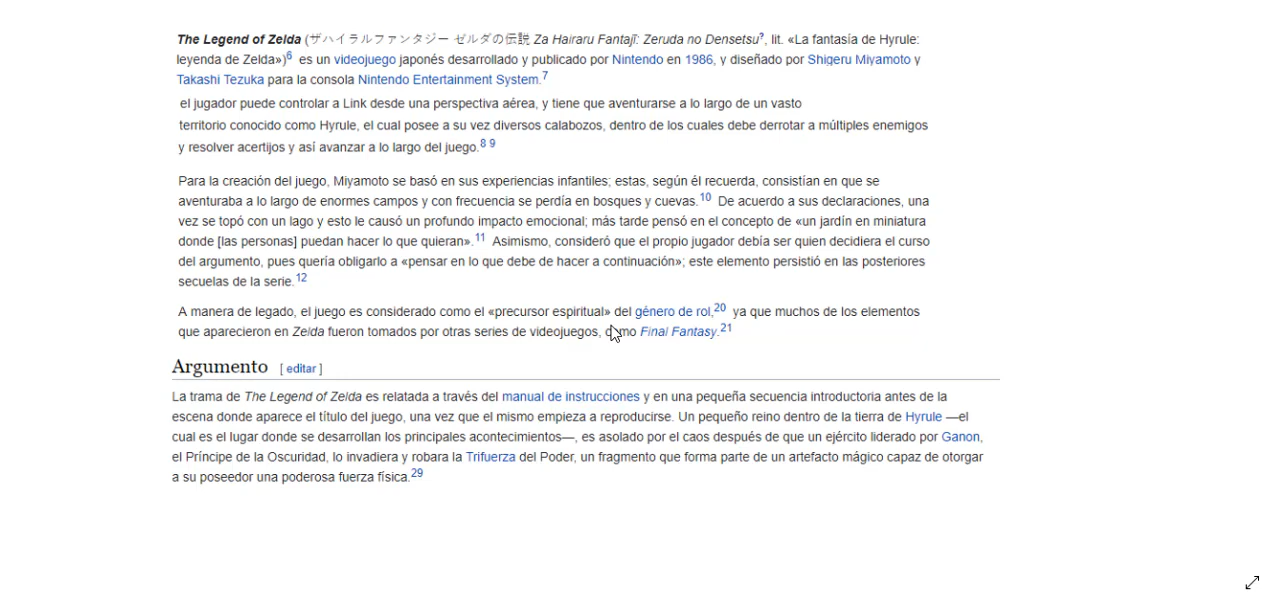 The Legend of Zelda (ザハイラルファンタジー ゼルダの伝説 Za Hairaru Fantajī: Zeruda no Densetsu?, lit. «La fantasía de Hyrule:
leyenda de Zelda»)6 es un videojuego japonés desarrollado y publicado por Nintendo en 1986, y diseñado por Shigeru Miyamoto y
Takashi Tezuka para la consola Nintendo Entertainment System.7
el jugador puede controlar a Link desde una perspectiva aérea, y tiene que aventurarse a lo largo de un vasto
territorio conocido como Hyrule, el cual posee a su vez diversos calabozos, dentro de los cuales debe derrotar a múltiples enemigos
y resolver acertijos y así avanzar a lo largo del juego.8 9
Para la creación del juego, Miyamoto se basó en sus experiencias infantiles; estas, según él recuerda, consistían en que se
aventuraba a lo largo de enormes campos y con frecuencia se perdía en bosques y cuevas.10 De acuerdo a sus declaraciones, una
vez se topó con un lago y esto le causó un profundo impacto emocional; más tarde pensó en el concepto de «un jardín en miniatura
donde [las personas] puedan hacer lo que quieran».11 Asimismo, consideró que el propio jugador debía ser quien decidiera el curso
del argumento, pues quería obligarlo a «pensar en lo que debe de hacer a continuación»; este elemento persistió en las posteriores
secuelas de la serie.12
A manera de legado, el juego es considerado como el «precursor espiritual» del género de rol,20 ya que muchos de los elementos
que aparecieron en Zelda fueron tomados por otras series de videojuegos, como Final Fantasy.21
Argumento [ editar ]
La trama de The Legend of Zelda es relatada a través del manual de instrucciones y en una pequeña secuencia introductoria antes de la
escena donde aparece el título del juego, una vez que el mismo empieza a reproducirse. Un pequeño reino dentro de la tierra de Hyrule —el
cual es el lugar donde se desarrollan los principales acontecimientos—, es asolado por el caos después de que un ejército liderado por Ganon,
el Príncipe de la Oscuridad, lo invadiera y robara la Trifuerza del Poder, un fragmento que forma parte de un artefacto mágico capaz de otorgar
a su poseedor una poderosa fuerza física.29